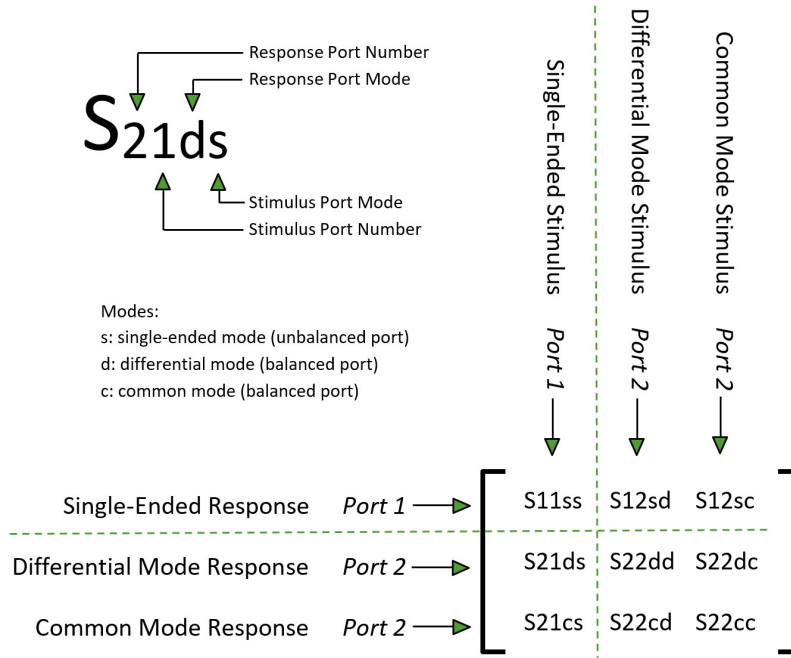 Response Port Number
Response Port Mode
S21ds
Stimulus Port Mode
Stimulus Port Number
Modes:
s: single-ended mode (unbalanced port)
d: differential mode (balanced port)
c: common mode (balanced port)
Single-Ended Stimulus Port 1
Differential Mode Stimulus Port 2
Common Mode Stimulus Port 2
Single-Ended Response Port 1 S11ss S12sd S12sc
Differential Mode Response Port 2 S21ds S22dd S22dc
Common Mode Response Port 2 S21cs S22cd S22cc